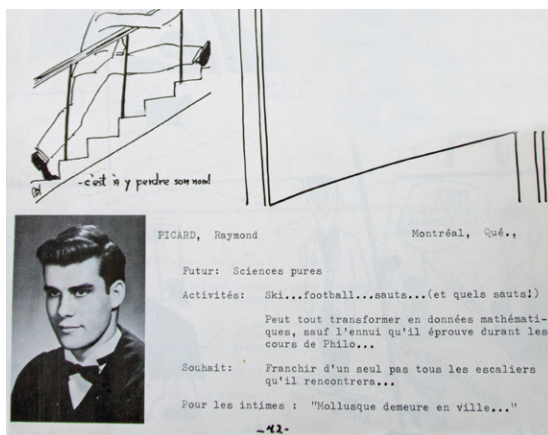 -c'est à y perdre son nom!
PICARD, Raymond Montréal, Qué.,
Futur: Sciences pures
Activités: Ski...football...sauts...(et quels sauts!)
Peut tout transformer en données mathémati-
ques, sauf l'ennui qu'il éprouve durant les
cours de Philo...
Souhait: Franchir d'un seul pas tous les escaliers
qu'il rencontrera...
Pour les intimes : "Mollusque demeure en ville..."
-42-